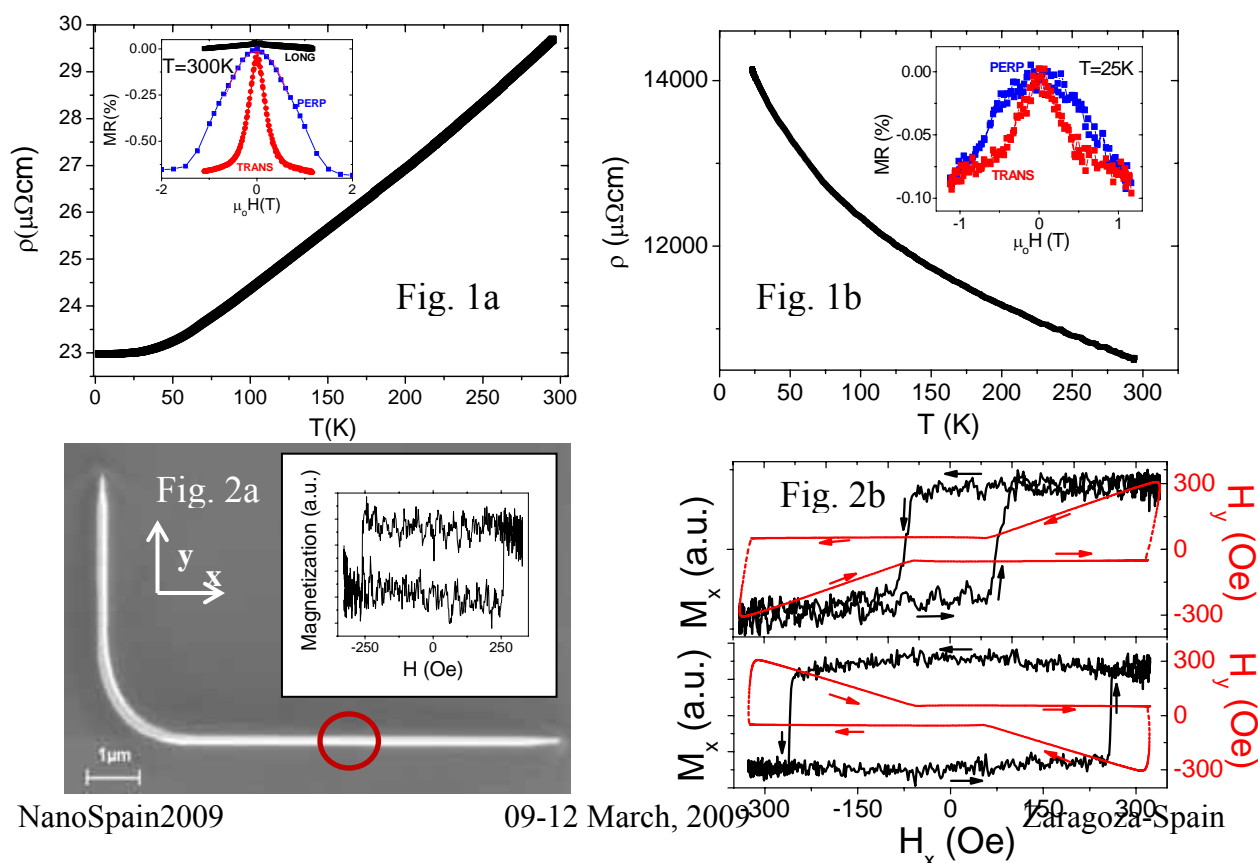 30
29
28
27
26
25
24
23
ρ(μΩcm)
0 50 100 150 200 250 300
T(K)
Fig. 1a
0.00
-0.25
-0.50
MR(%)
T=300K
LONG
PERP
TRANS
-2 0 2
μoH(T)
14000
12000
ρ (μΩcm)
0 50 100 150 200 250 300
T (K)
Fig. 1b
0.00
-0.05
-0.10
MR (%)
PERP
T=25K
TRANS
-1 0 1
μoH (T)
Fig. 2a
y
x
1μm
Magnetization (a.u.)
-250 0 250
H (Oe)
Fig. 2b
Mx (a.u.)
300
0
-300
Hy (Oe)
Mx (a.u.)
300
0
-300
Hy (Oe)
-300 -150 0 150 300
Hx (Oe)
NanoSpain2009 09-12 March, 2009 Zaragoza-Spain